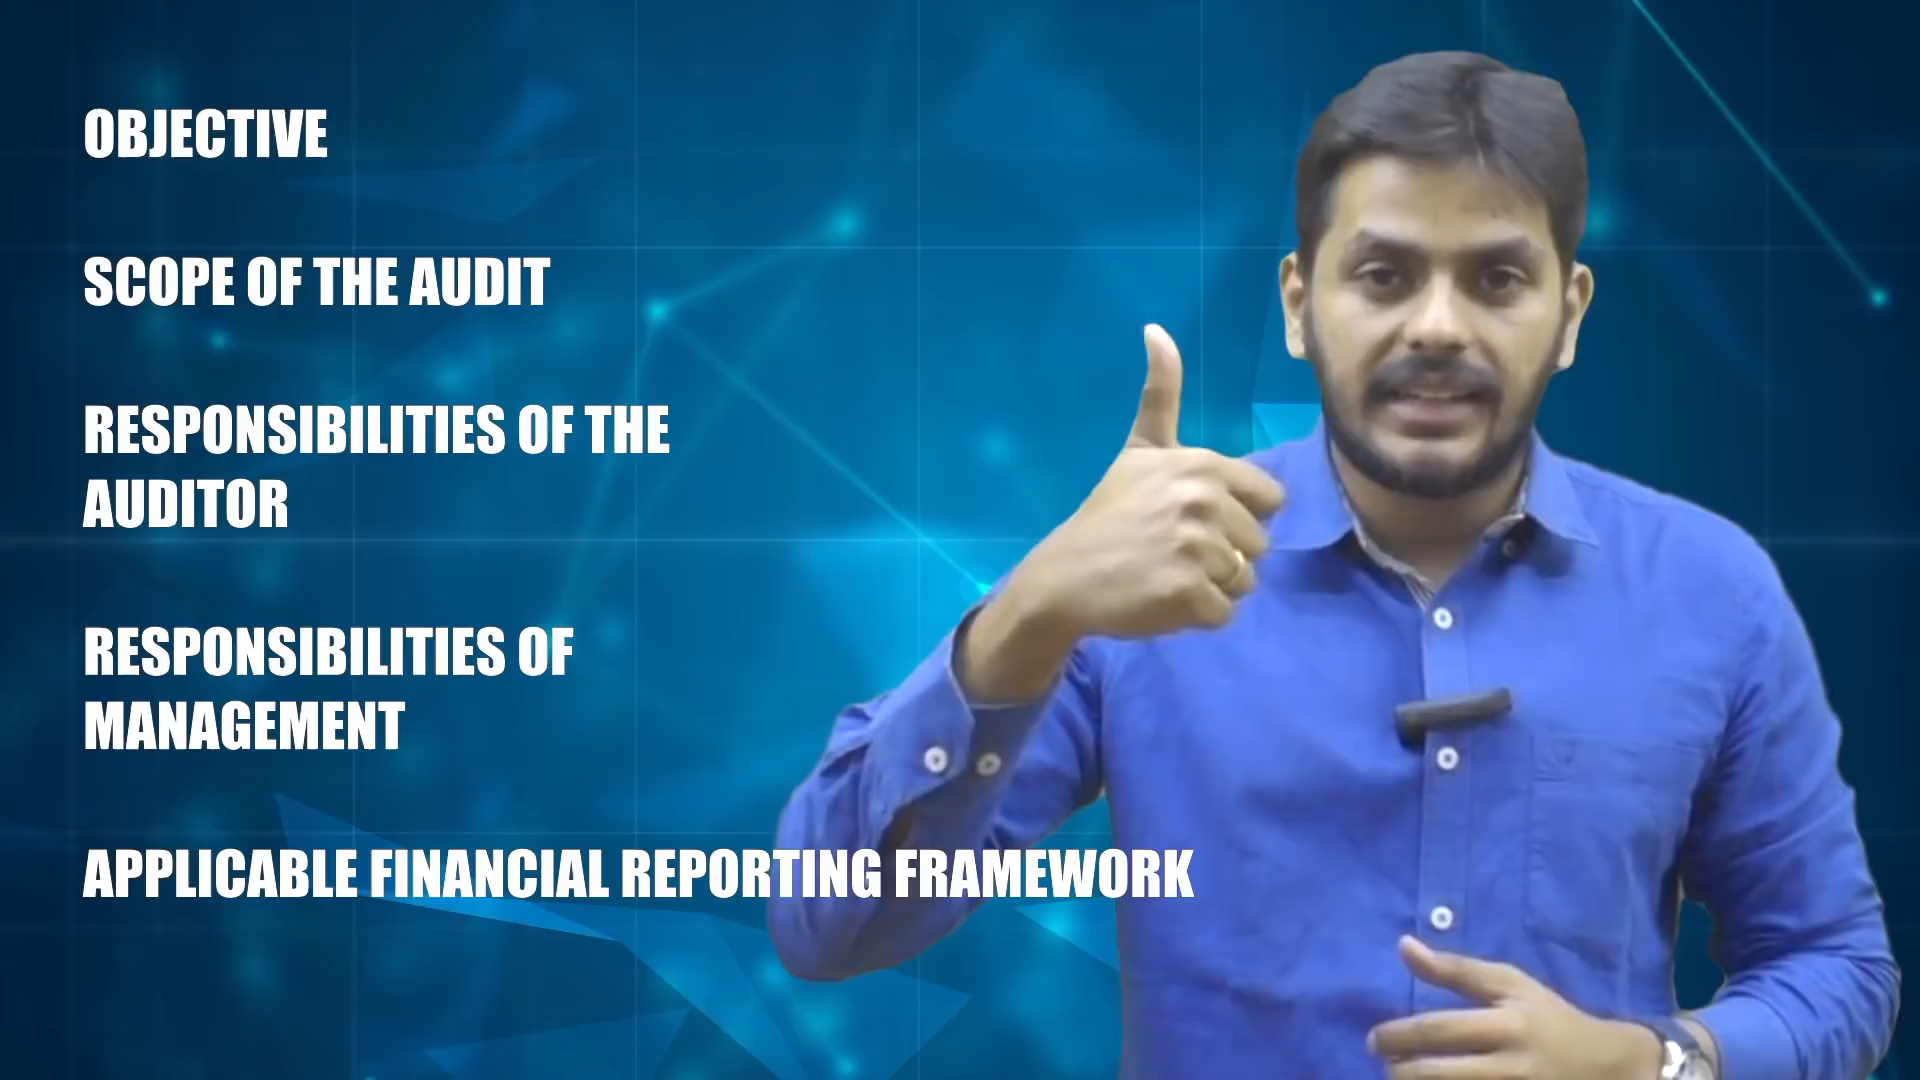 OBJECTIVE
SCOPE OF THE AUDIT
RESPONSIBILITIES OF THE
AUDITOR
RESPONSIBILITIES OF
MANAGEMENT
APPLICABLE FINANCIAL REPORTING FRAMEWORK